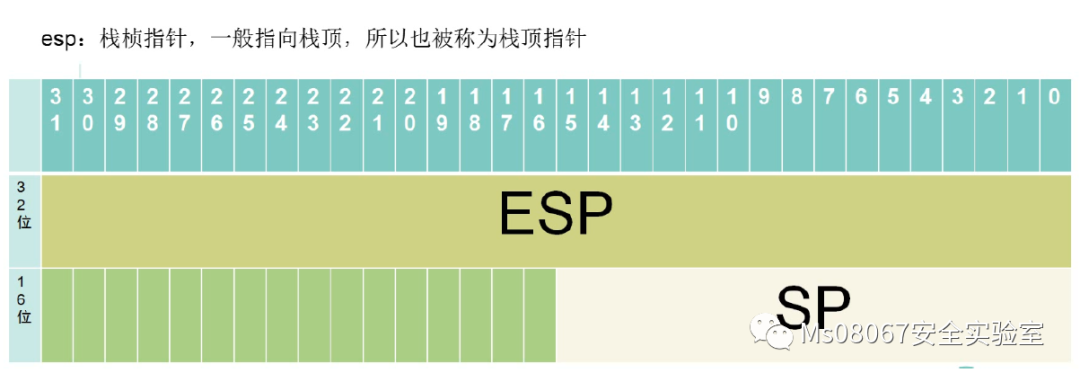 esp：栈桢指针，一般指向栈顶，所以也被称为栈顶指针
31 30 29 28 27 26 25 24 23 22 21 20 19 18 17 16 15 14 13 12 11 10 9 8 7 6 5 4 3 2 1 0
32位 ESP
16位 SP
Ms08067安全实验室